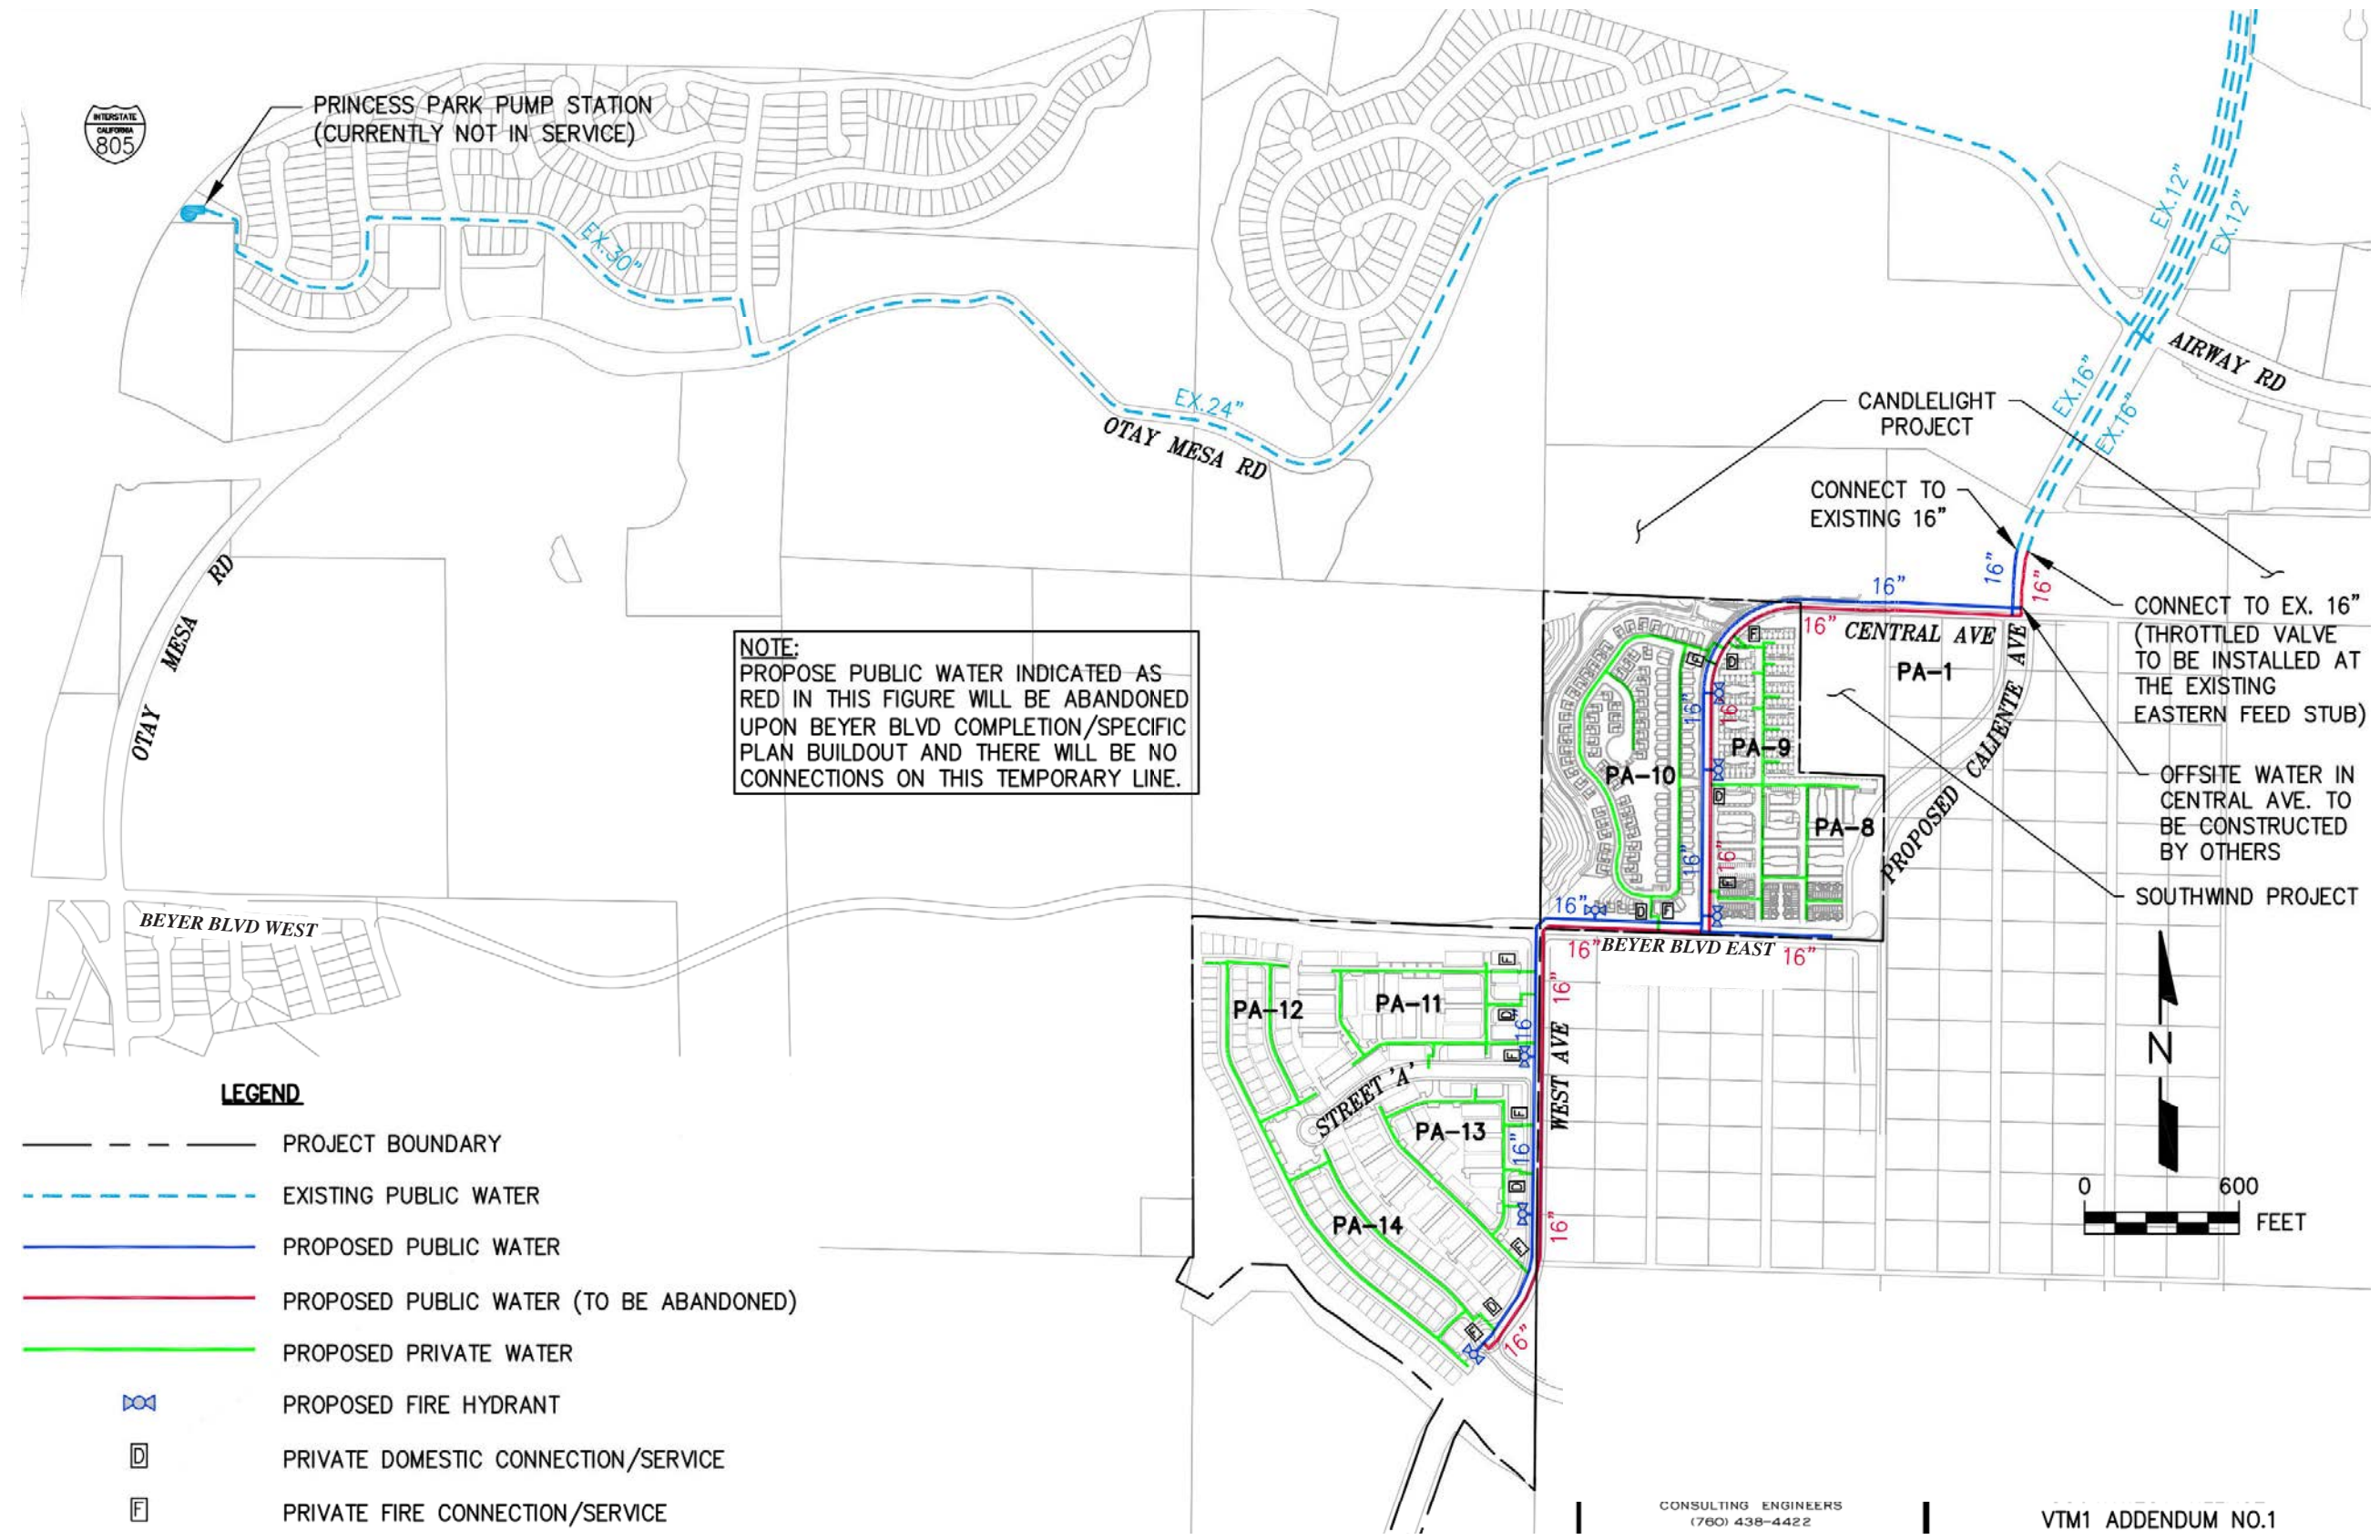 INTERSTATE
CALIFORNIA
805
PRINCESS PARK PUMP STATION
(CURRENTLY NOT IN SERVICE)
EX.30"
EX.24"
OTAY MESA RD
EX.12"
EX.12"
AIRWAY RD
EX.16"
EX.16"
CANDLELIGHT
PROJECT
CONNECT TO
EXISTING 16"
16"
16"
16"
16"
CENTRAL AVE
CONNECT TO EX. 16"
(THROTTLED VALVE
TO BE INSTALLED AT
THE EXISTING
EASTERN FEED STUB)
OFFSITE WATER IN
CENTRAL AVE. TO
BE CONSTRUCTED
BY OTHERS
SOUTHWIND PROJECT
PROPOSED CALIENTE AVE
PA-1
OTAY MESA RD
NOTE:
PROPOSE PUBLIC WATER INDICATED AS
RED IN THIS FIGURE WILL BE ABANDONED
UPON BEYER BLVD COMPLETION/SPECIFIC
PLAN BUILDOUT AND THERE WILL BE NO
CONNECTIONS ON THIS TEMPORARY LINE.
F
F
D
16"
16"
PA-9
PA-10
D
PA-8
16"
16"
F
16"
D
F
16"
BEYER BLVD EAST
16"
BEYER BLVD WEST
F
16"
PA-12
PA-11
D
16"
F
WEST AVE
STREET 'A'
F
PA-13
16"
D
PA-14
16"
F
D
F
16"
N
0
600
FEET
LEGEND
PROJECT BOUNDARY
EXISTING PUBLIC WATER
PROPOSED PUBLIC WATER
PROPOSED PUBLIC WATER (TO BE ABANDONED)
PROPOSED PRIVATE WATER
PROPOSED FIRE HYDRANT
D
PRIVATE DOMESTIC CONNECTION/SERVICE
F
PRIVATE FIRE CONNECTION/SERVICE
CONSULTING ENGINEERS
(760) 438-4422
VTM1 ADDENDUM NO.1